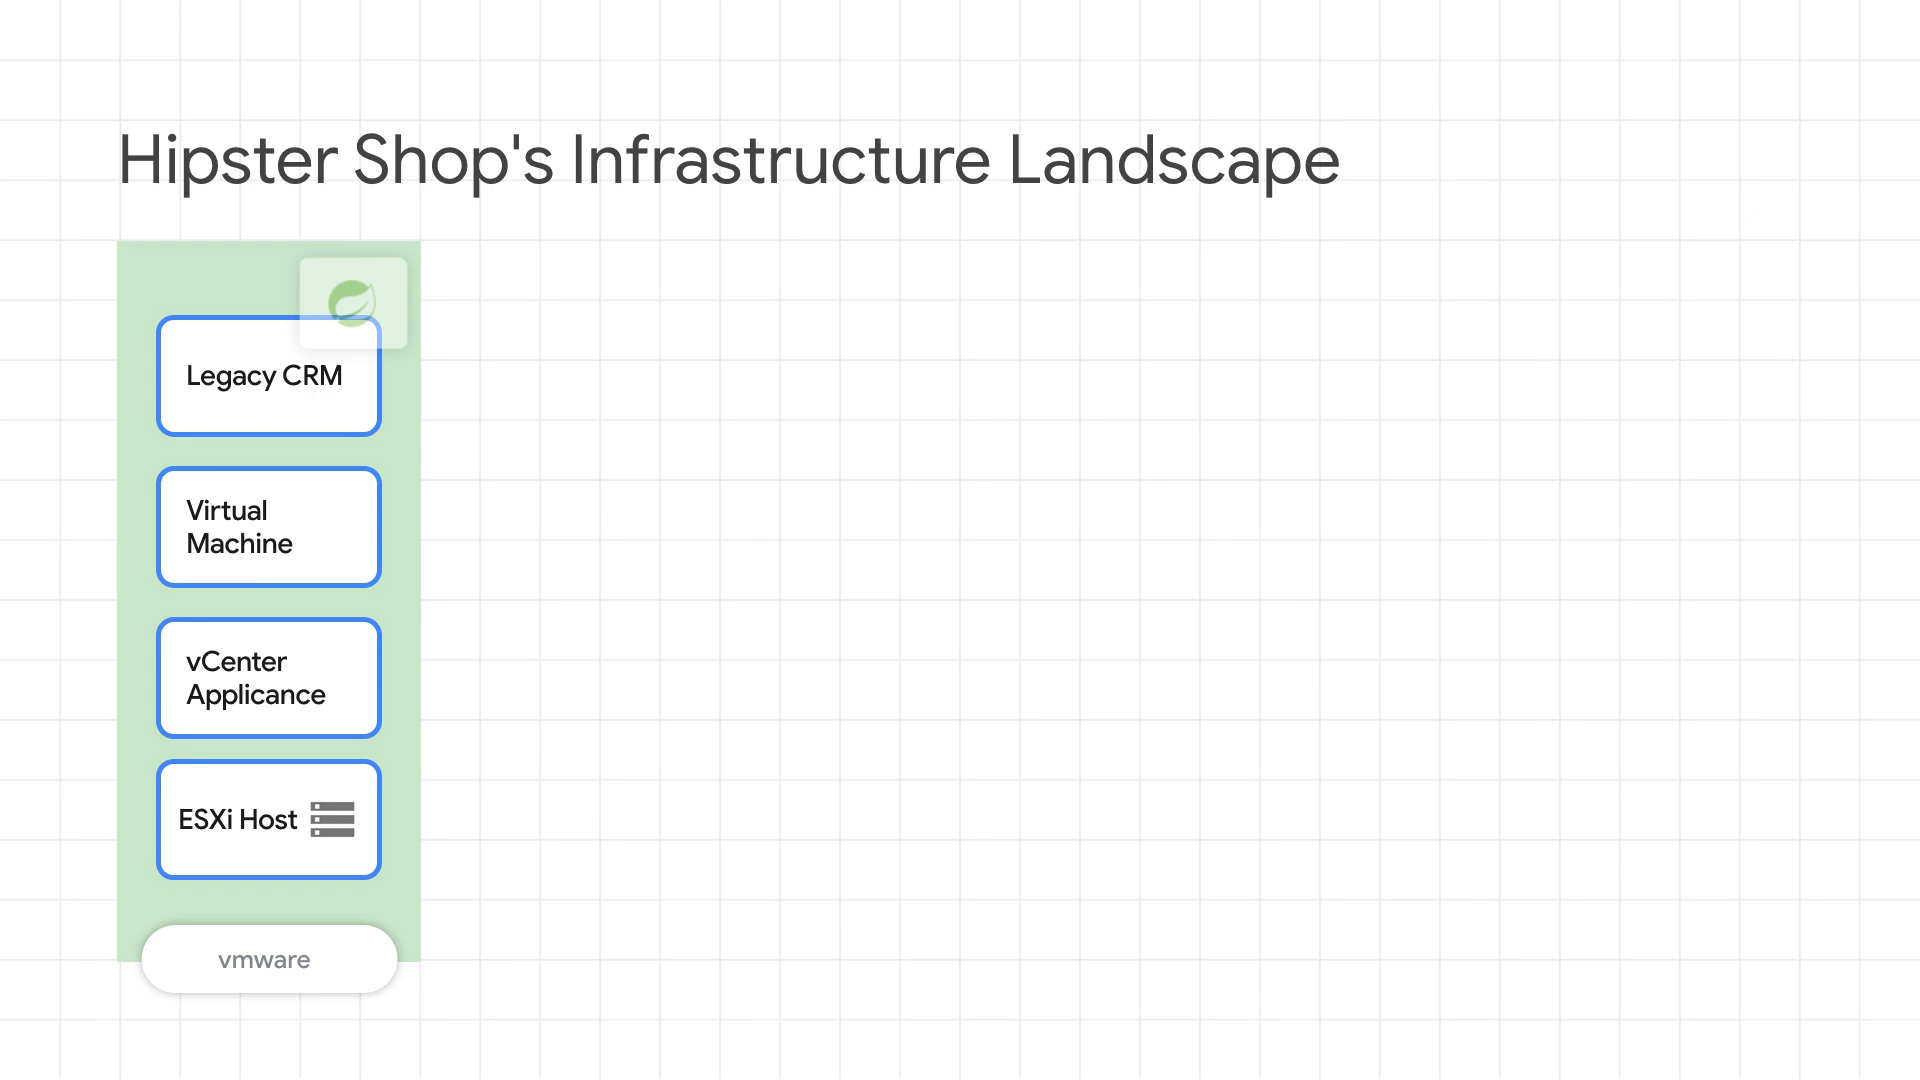 Hipster Shop's Infrastructure Landscape
Legacy CRM
Virtual
Machine
vCenter
Applicance
ESXi Host
vmware